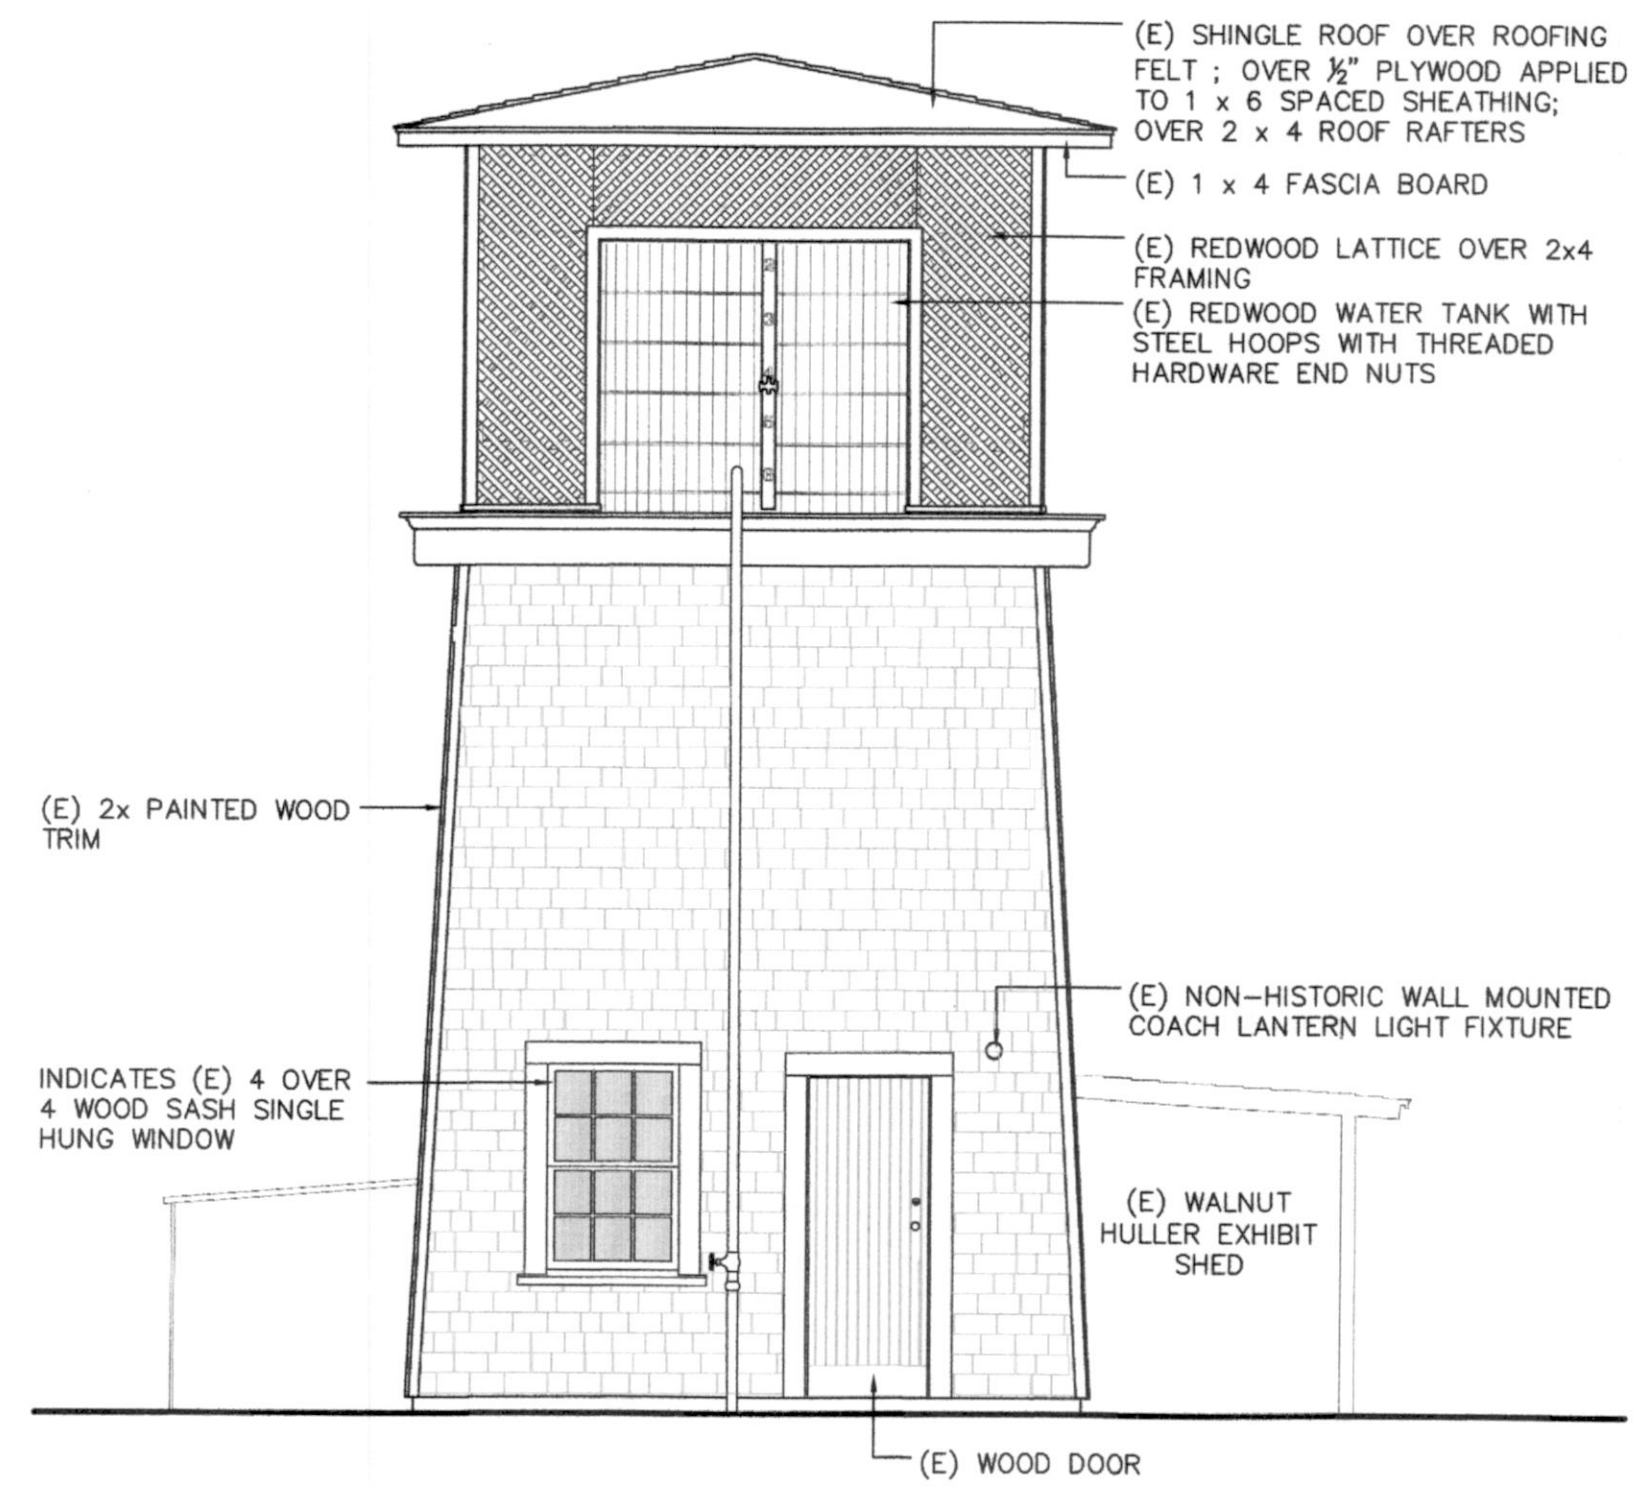 (E) SHINGLE ROOF OVER ROOFING
FELT ; OVER ½" PLYWOOD APPLIED
TO 1 x 6 SPACED SHEATHING;
OVER 2 x 4 ROOF RAFTERS
(E) 1 x 4 FASCIA BOARD
(E) REDWOOD LATTICE OVER 2x4
FRAMING
(E) REDWOOD WATER TANK WITH
STEEL HOOPS WITH THREADED
HARDWARE END NUTS
(E) 2x PAINTED WOOD
TRIM
(E) NON-HISTORIC WALL MOUNTED
COACH LANTERN LIGHT FIXTURE
INDICATES (E) 4 OVER
4 WOOD SASH SINGLE
HUNG WINDOW
(E) WALNUT
HULLER EXHIBIT
SHED
(E) WOOD DOOR